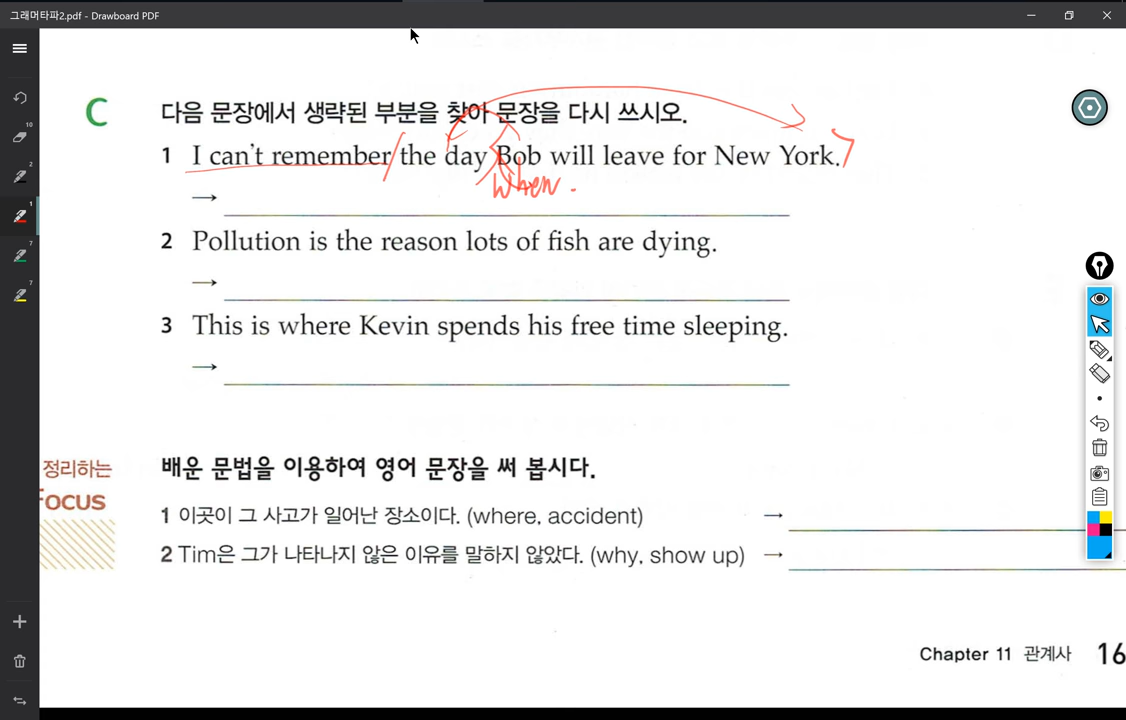 그래머타파2.pdf - Drawboard PDF
C 다음 문장에서 생략된 부분을 찾아 문장을 다시 쓰시오.
1 I can't remember the day Bob will leave for New York.
when.
→
2 Pollution is the reason lots of fish are dying.
→
3 This is where Kevin spends his free time sleeping.
→
정리하는
Focus
배운 문법을 이용하여 영어 문장을 써 봅시다.
1 이곳이 그 사고가 일어난 장소이다. (where, accident) →
2 Tim은 그가 나타나지 않은 이유를 말하지 않았다. (why, show up) →
Chapter 11 관계사 16
10
2
1
7
7